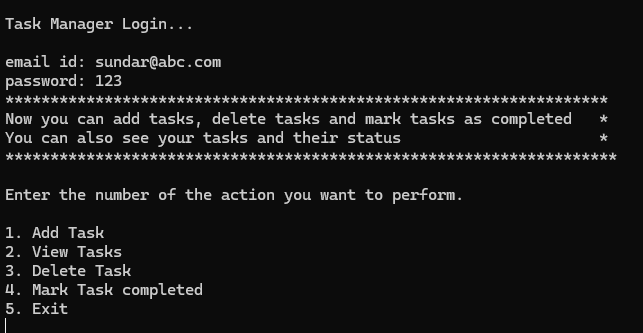 Task Manager Login...
email id: sundar@abc.com
password: 123
*******************************************************************
Now you can add tasks, delete tasks and mark tasks as completed   *
You can also see your tasks and their status                      *
********************************************************************
Enter the number of the action you want to perform.
1. Add Task
2. View Tasks
3. Delete Task
4. Mark Task completed
5. Exit